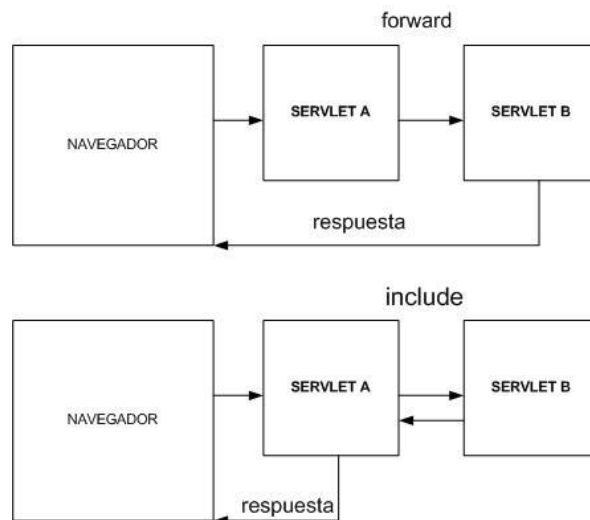 forward
NAVEGADOR
SERVLET A
SERVLET B
respuesta
include
NAVEGADOR
SERVLET A
SERVLET B
respuesta